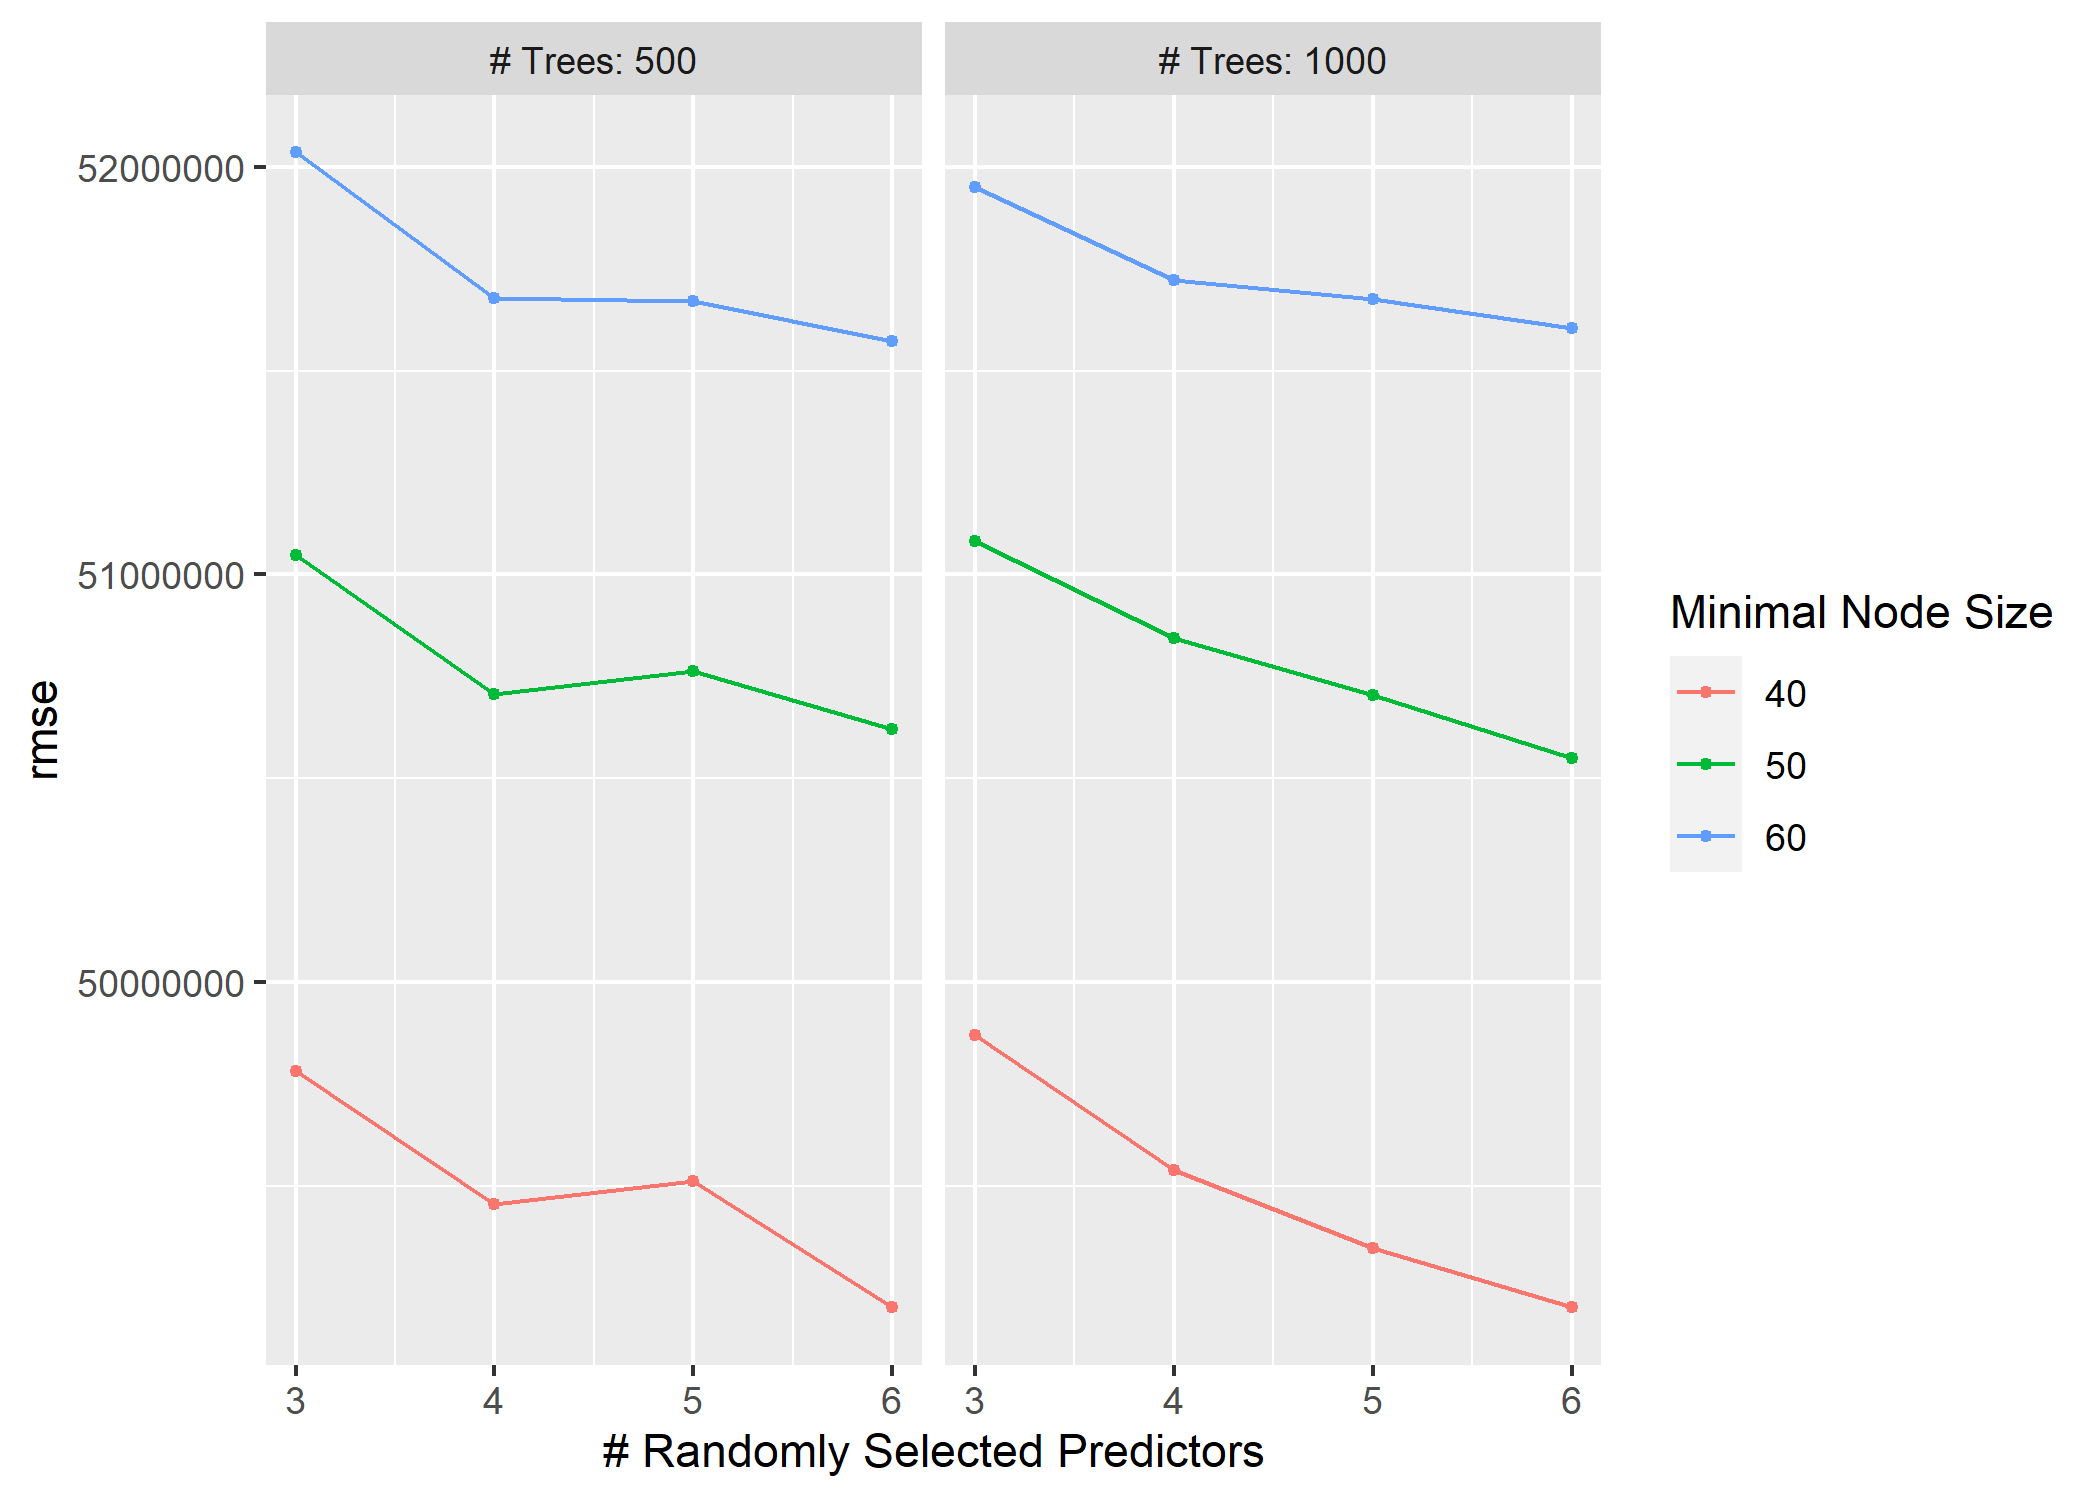 # Trees: 500
# Trees: 1000
52000000
51000000
50000000
rmse
3 4 5 6
3 4 5 6
# Randomly Selected Predictors
Minimal Node Size
40
50
60